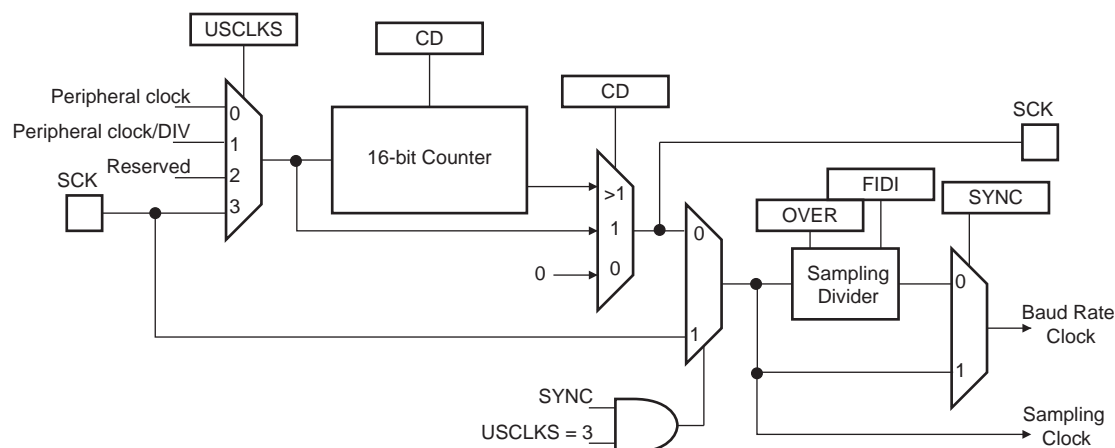 USCLKS
CD
CD
Peripheral clock
0
Peripheral clock/DIV
1
Reserved
2
SCK
3
16-bit Counter
SCK
>1
1
0
0
FIDI
OVER
SYNC
0
1
Sampling
Divider
0
1
Baud Rate
Clock
SYNC
USCLKS = 3
Sampling
Clock